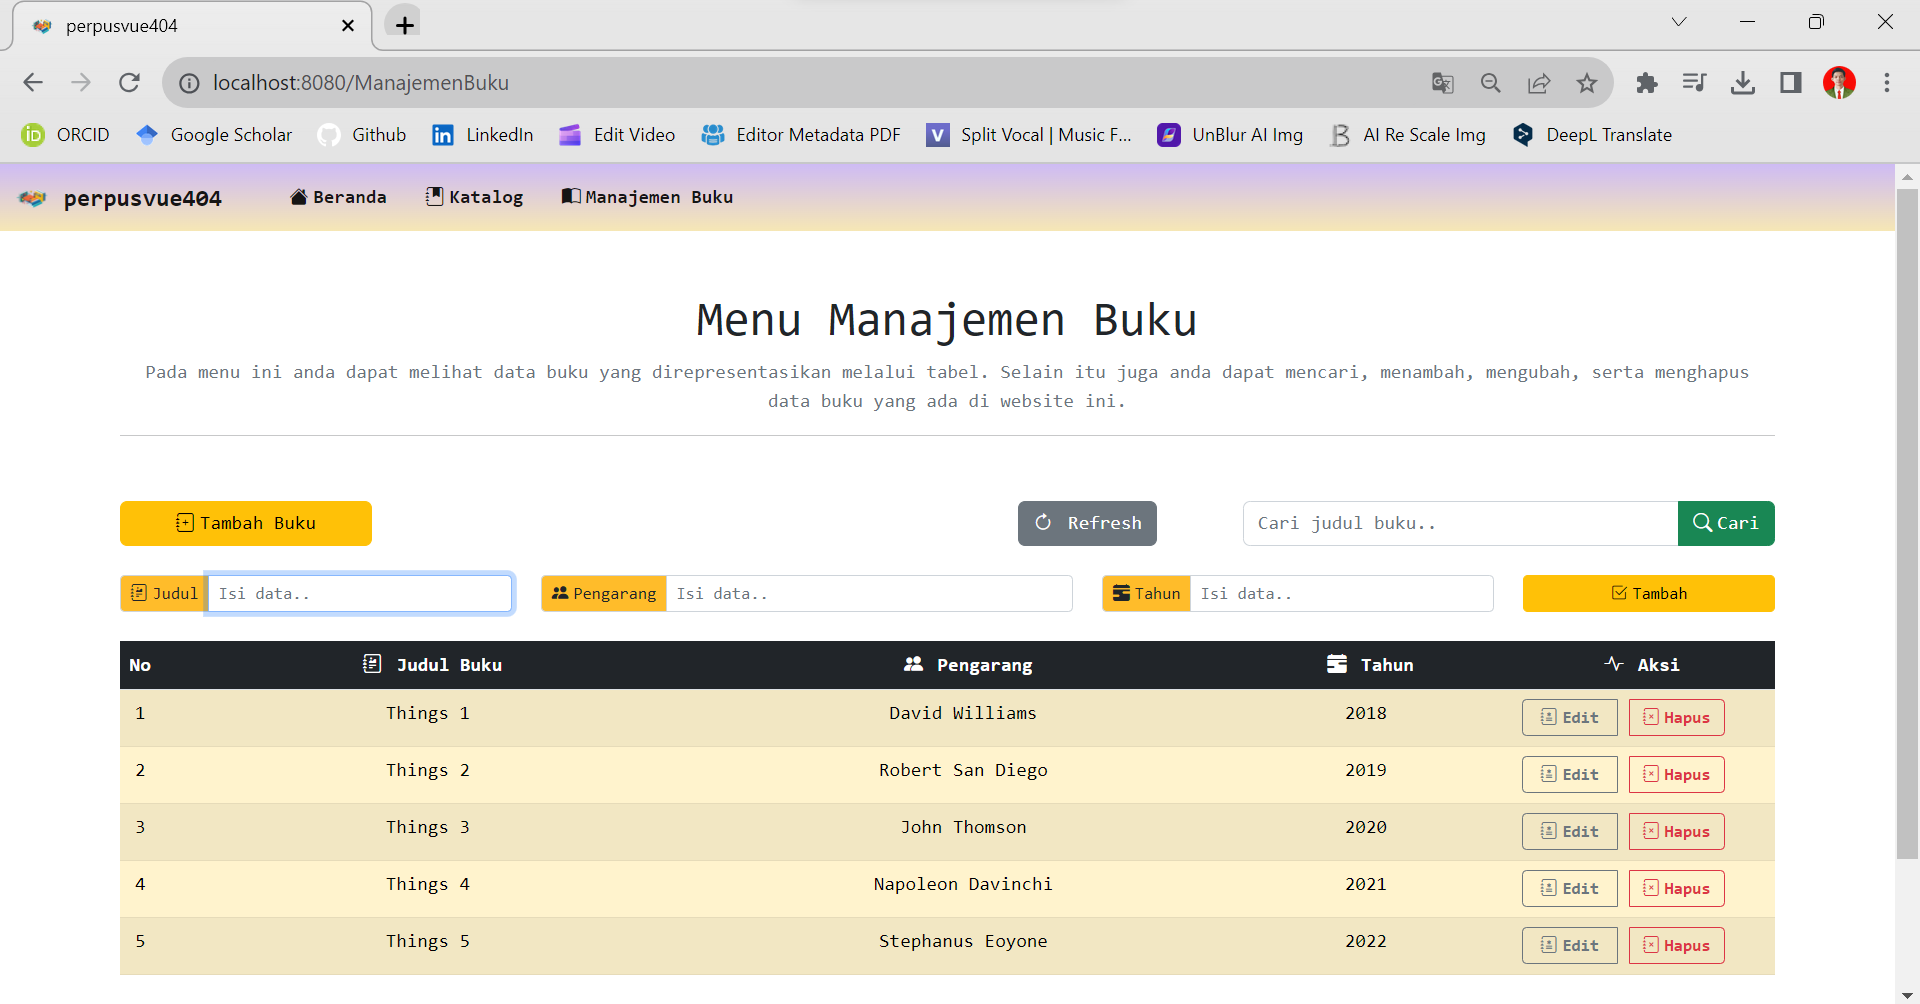 perpusvue404
localhost:8080/ManajemenBuku
ORCID Google Scholar Github LinkedIn Edit Video Editor Metadata PDF Split Vocal | Music F... UnBlur AI Img AI Re Scale Img DeepL Translate
perpusvue404 Beranda Katalog Manajemen Buku
Menu Manajemen Buku
Pada menu ini anda dapat melihat data buku yang direpresentasikan melalui tabel. Selain itu juga anda dapat mencari, menambah, mengubah, serta menghapus
data buku yang ada di website ini.
Tambah Buku Refresh Cari judul buku.. Cari
Judul Isi data.. Pengarang Isi data.. Tahun Isi data.. Tambah
No Judul Buku Pengarang Tahun Aksi
1 Things 1 David Williams 2018 Edit Hapus
2 Things 2 Robert San Diego 2019 Edit Hapus
3 Things 3 John Thomson 2020 Edit Hapus
4 Things 4 Napoleon Davinchi 2021 Edit Hapus
5 Things 5 Stephanus Eoyone 2022 Edit Hapus